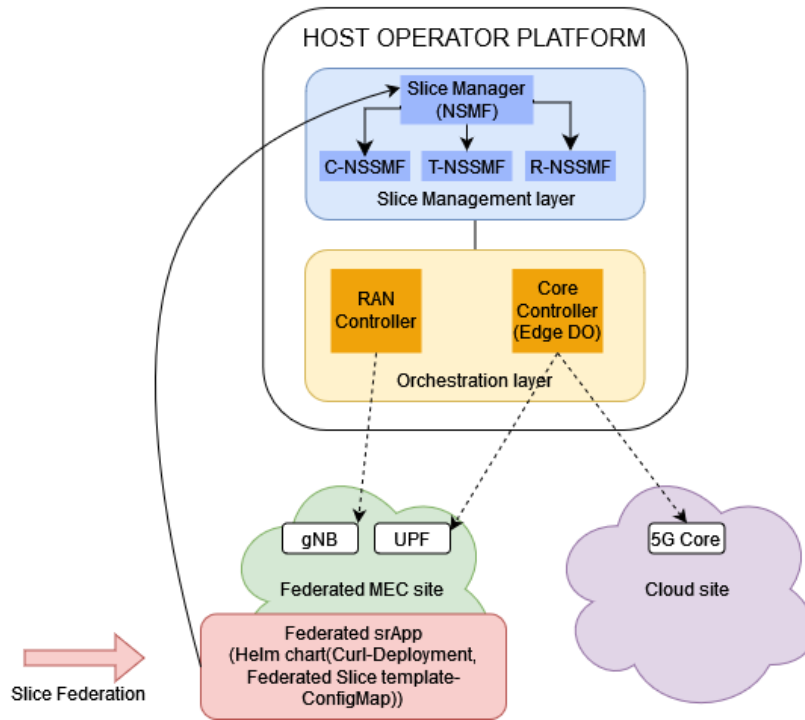 HOST OPERATOR PLATFORM
Slice Manager
(NSMF)
C-NSSMF
T-NSSMF
R-NSSMF
Slice Management layer
RAN
Controller
Core
Controller
(Edge DO)
Orchestration layer
gNB
UPF
Federated MEC site
5G Core
Cloud site
Federated srApp
(Helm chart(Curl-Deployment,
Federated Slice template-
ConfigMap))
Slice Federation